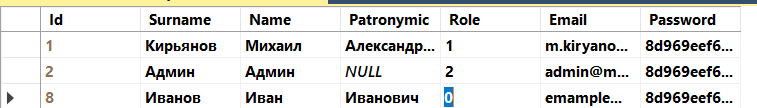 Id Surname Name Patronymic Role Email Password
1 Кирьянов Михаил Александр... 1 m.kiryano... 8d969eef6...
2 Админ Админ NULL 2 admin@m... 8d969eef6...
8 Иванов Иван Иванович 0 emample... 8d969eef6...